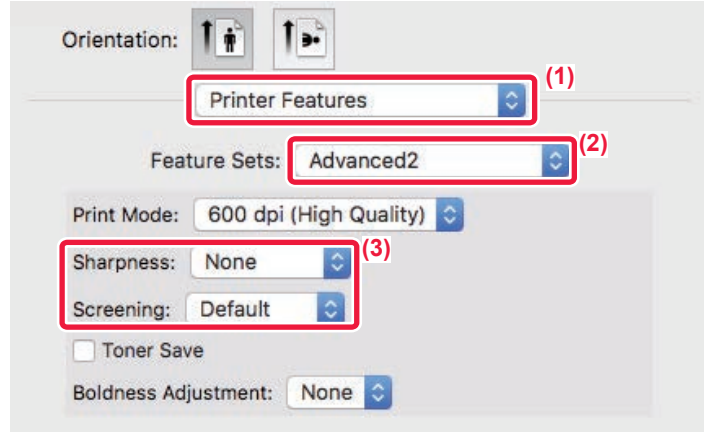 Orientation:
(1)
Printer Features
(2)
Feature Sets: Advanced2
Print Mode: 600 dpi (High Quality)
(3)
Sharpness: None
Screening: Default
Toner Save
Boldness Adjustment: None